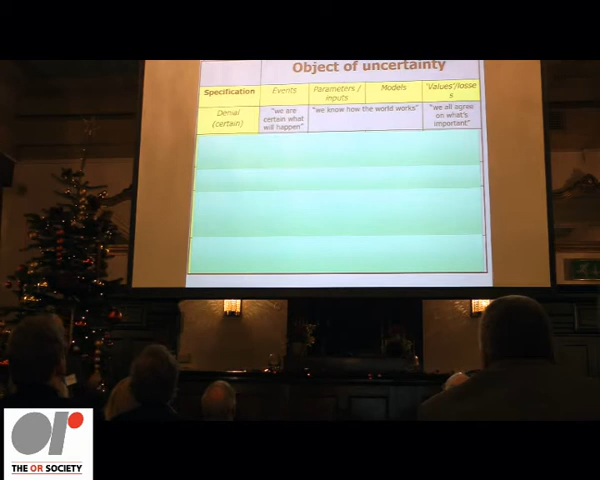 Object of uncertainty
Specification Events Parameters / inputs Models 'Values'/losses
Denial (certain) "we are certain what will happen" "we know how the world works" "we all agree on what's important"
or
THE OR SOCIETY